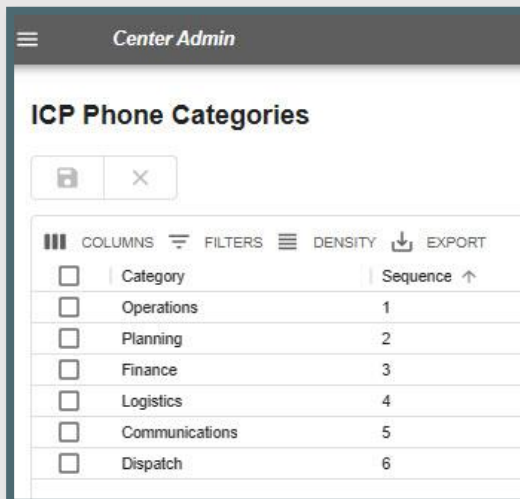 Center Admin
ICP Phone Categories
COLUMNS FILTERS DENSITY EXPORT
Category Sequence
Operations 1
Planning 2
Finance 3
Logistics 4
Communications 5
Dispatch 6